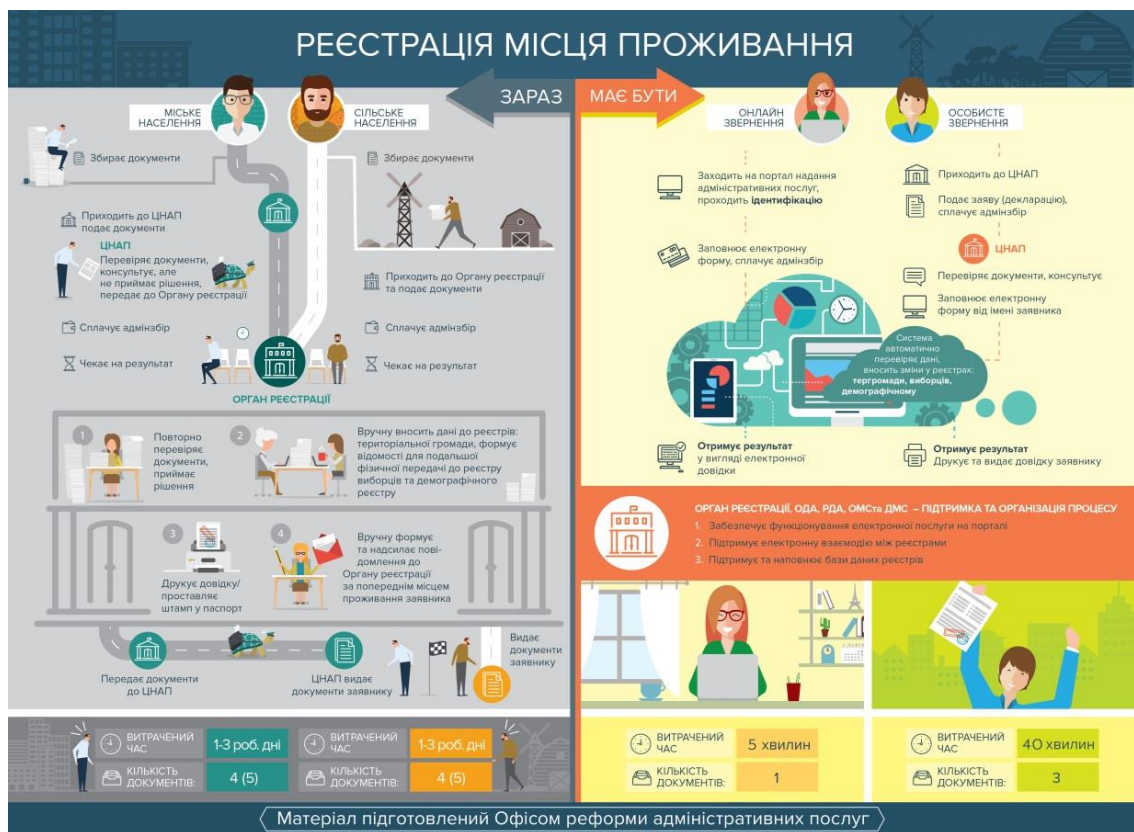 РЕЄСТРАЦІЯ МІСЦЯ ПРОЖИВАННЯ
ЗАРАЗ
МАЄ БУТИ
МІСЬКЕ
НАСЕЛЕННЯ
СІЛЬСЬКЕ
НАСЕЛЕННЯ
Збирає документи
Збирає документи
Приходить до ЦНАП
подає документи
ЦНАП
Перевіряє документи,
консультує, але
не приймає рішення,
передає до Органу реєстрації
Приходить до Органу реєстрації
та подає документи
Сплачує адмінзбір
Сплачує адмінзбір
Чекає на результат
Чекає на результат
ОРГАН РЕЄСТРАЦІЇ
1
Повторно
перевіряє
документи,
приймає
рішення
2
Вручну вносить дані до реєстрів:
територіальної громади, формує
відомості для подальшої
фізичної передачі до реєстру
виборців та демографічного
реєстру
3
Друкує довідку/
проставляє
штамп у паспорт
4
Вручну формує
та надсилає пові-
домлення до
Органу реєстрації
за попереднім місцем
проживання заявника
Передає документи
до ЦНАП
ЦНАП видає
документи заявнику
Видає
документи
заявнику
ВИТРАЧЕНИЙ
ЧАС
1-3 роб. дні
КІЛЬКІСТЬ
ДОКУМЕНТІВ:
4 (5)
ВИТРАЧЕНИЙ
ЧАС
1-3 роб. дні
КІЛЬКІСТЬ
ДОКУМЕНТІВ:
4 (5)
ОНЛАЙН
ЗВЕРНЕННЯ
ОСОБИСТЕ
ЗВЕРНЕННЯ
Заходить на портал надання
адміністративних послуг,
проходить ідентифікацію
Заповнює електронну
форму, сплачує адмінзбір
Приходить до ЦНАП
Подає заяву (декларацію),
сплачує адмінзбір
ЦНАП
Перевіряє документи, консультує
Заповнює електронну
форму від імені заявника
Система
автоматично
перевіряє дані,
вносить зміни у реєстрах:
тергромади, виборців,
демографічному
Отримує результат
у вигляді електронної
довідки
Отримує результат
Друкує та видає довідку заявнику
ОРГАН РЕЄСТРАЦІЇ, ОДА, РДА, ОМСта ДМС – ПІДТРИМКА ТА ОРГАНІЗАЦІЯ ПРОЦЕСУ
1. Забезпечує функціонування електронної послуги на порталі
2. Підтримує електронну взаємодію між реєстрами
3. Підтримує та наповнює бази даних реєстрів
ВИТРАЧЕНИЙ
ЧАС
5 хвилин
КІЛЬКІСТЬ
ДОКУМЕНТІВ:
1
ВИТРАЧЕНИЙ
ЧАС
40 хвилин
КІЛЬКІСТЬ
ДОКУМЕНТІВ:
3
Матеріал підготовлений Офісом реформи адміністративних послуг